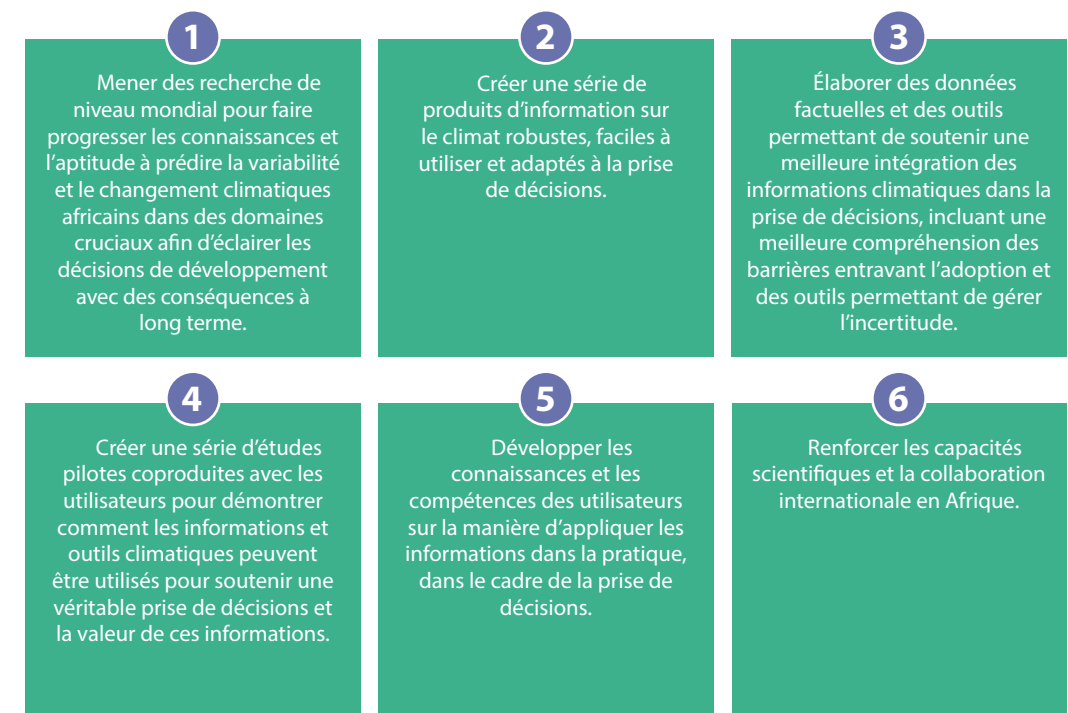 1
Mener des recherche de
niveau mondial pour faire
progresser les connaissances et
l'aptitude à prédire la variabilité
et le changement climatiques
africains dans des domaines
cruciaux afin d'éclairer les
décisions de développement
avec des conséquences à
long terme.
2
Créer une série de
produits d'information sur
le climat robustes, faciles à
utiliser et adaptés à la prise
de décisions.
3
Élaborer des données
factuelles et des outils
permettant de soutenir une
meilleure intégration des
informations climatiques dans la
prise de décisions, incluant une
meilleure compréhension des
barrières entravant l'adoption et
des outils permettant de gérer
l'incertitude.
4
Créer une série d'études
pilotes coproduites avec les
utilisateurs pour démontrer
comment les informations et
outils climatiques peuvent
être utilisés pour soutenir une
véritable prise de décisions et
la valeur de ces informations.
5
Développer les
connaissances et les
compétences des utilisateurs
sur la manière d'appliquer les
informations dans la pratique,
dans le cadre de la prise de
décisions.
6
Renforcer les capacités
scientifiques et la collaboration
internationale en Afrique.